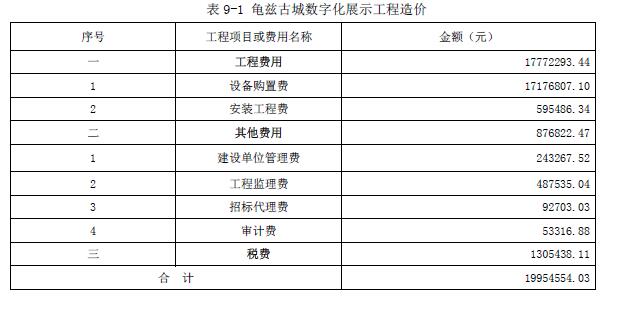 表 9-1 龟兹古城数字化展示工程造价
序号 工程项目或费用名称 金额（元）
一 工程费用 17772293.44
1 设备购置费 17176807.10
2 安装工程费 595486.34
二 其他费用 876822.47
1 建设单位管理费 243267.52
2 工程监理费 487535.04
3 招标代理费 92703.03
4 审计费 53316.88
三 税费 1305438.11
合 计 19954554.03